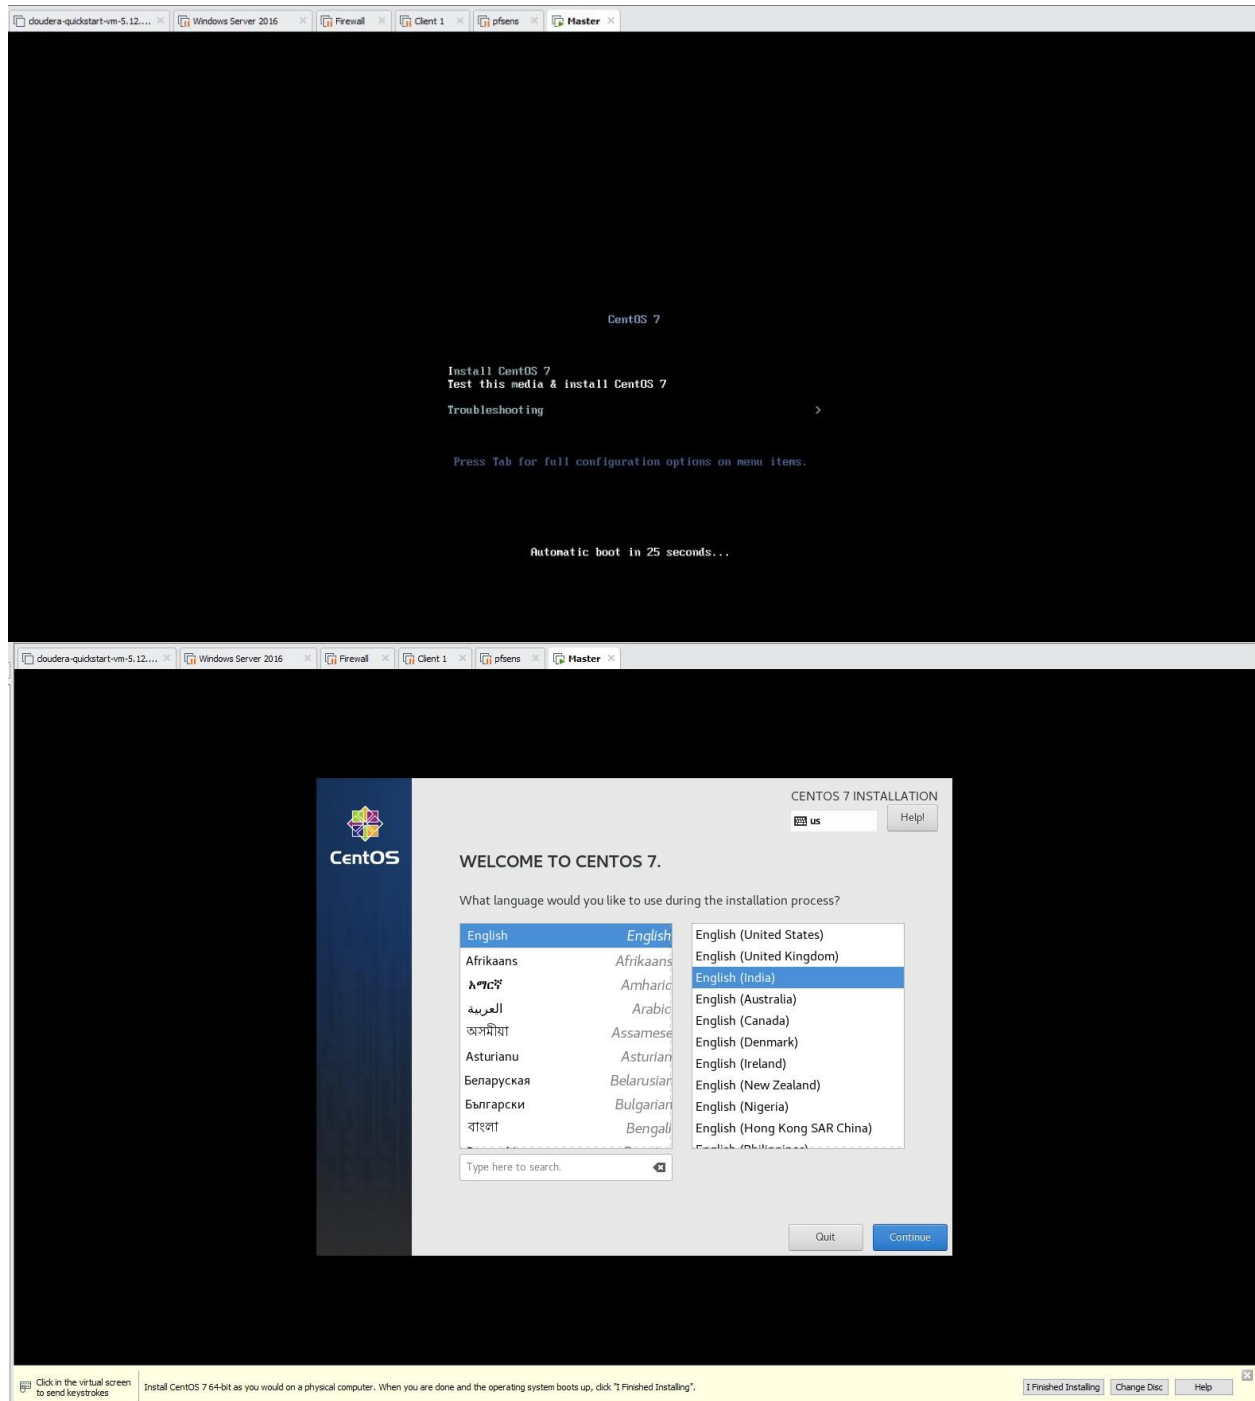 cloudera-quickstart-vm-5.12.... Windows Server 2016 Firewall Client 1 pfsens Master
CentOS 7
Install CentOS 7
Test this media & install CentOS 7
Troubleshooting >
Press Tab for full configuration options on menu items.
Automatic boot in 25 seconds...
cloudera-quickstart-vm-5.12.... Windows Server 2016 Firewall Client 1 pfsens Master
CentOS
CENTOS 7 INSTALLATION
us Help!
WELCOME TO CENTOS 7.
What language would you like to use during the installation process?
English English
Afrikaans Afrikaans
አማርኛ Amharic
العربية Arabic
অসমীয়া Assamese
Asturianu Asturian
Беларуская Belarusian
Български Bulgarian
বাংলা Bengali
Type here to search.
English (United States)
English (United Kingdom)
English (India)
English (Australia)
English (Canada)
English (Denmark)
English (Ireland)
English (New Zealand)
English (Nigeria)
English (Hong Kong SAR China)
English (Philippines)
Quit Continue
Click in the virtual screen
to send keystrokes
Install CentOS 7 64-bit as you would on a physical computer. When you are done and the operating system boots up, click "I Finished Installing".
I Finished Installing Change Disc Help